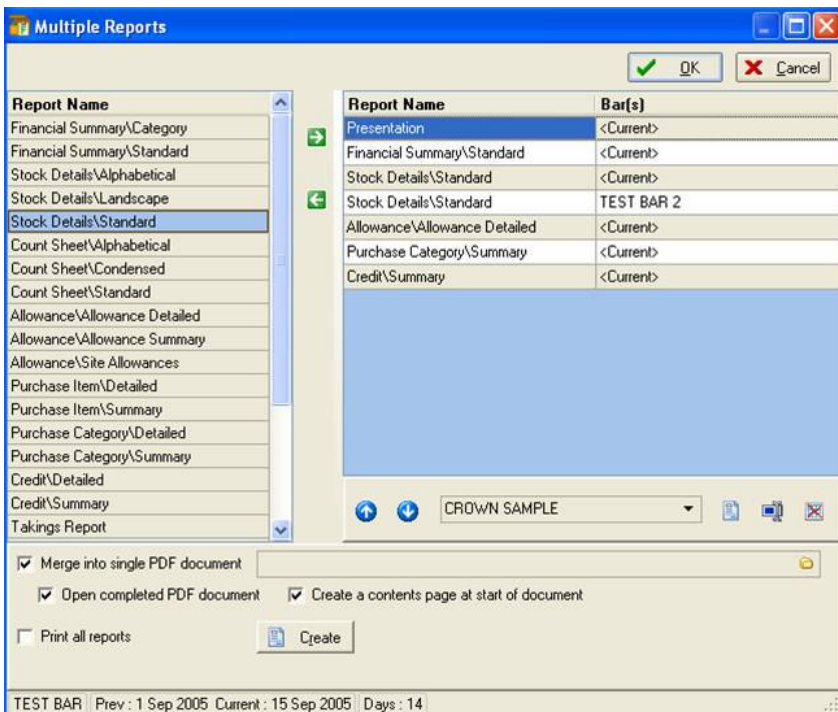 Multiple Reports
OK
Cancel
Report Name
Financial Summary\Category
Financial Summary\Standard
Stock Details\Alphabetical
Stock Details\Landscape
Stock Details\Standard
Count Sheet\Alphabetical
Count Sheet\Condensed
Count Sheet\Standard
Allowance\Allowance Detailed
Allowance\Allowance Summary
Allowance\Site Allowances
Purchase Item\Detailed
Purchase Item\Summary
Purchase Category\Detailed
Purchase Category\Summary
Credit\Detailed
Credit\Summary
Takings Report
Report Name Bar(s)
Presentation <Current>
Financial Summary\Standard <Current>
Stock Details\Standard <Current>
Stock Details\Standard TEST BAR 2
Allowance\Allowance Detailed <Current>
Purchase Category\Summary <Current>
Credit\Summary <Current>
CROWN SAMPLE
Merge into single PDF document
Open completed PDF document Create a contents page at start of document
Print all reports Create
TEST BAR Prev : 1 Sep 2005 Current : 15 Sep 2005 Days : 14